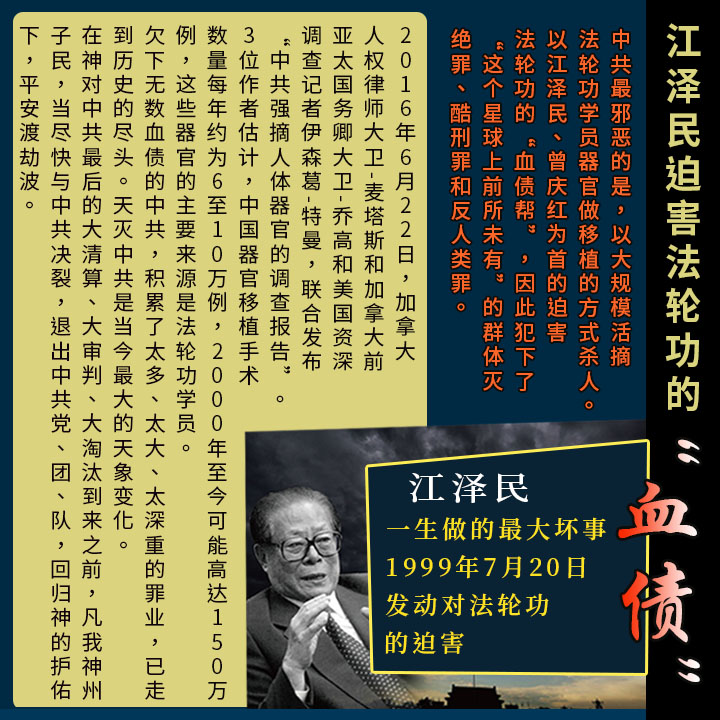 江泽民迫害法轮功的
“血债”
中共最邪恶的是，以大规模活摘
法轮功学员器官做移植的方式杀人。
以江泽民、曾庆红为首的迫害
法轮功的“血债帮”，因此犯下了
“这个星球上前所未有”的群体灭
绝罪、酷刑罪和反人类罪。
2016年6月22日，加拿大
人权律师大卫-麦塔斯和加拿大前
亚太国务卿大卫-乔高和美国资深
调查记者伊森葛-特曼，联合发布
“中共强摘人体器官的调查报告”。
3位作者估计，中国器官移植手术
数量每年约为6至10万例，2000年至今可能高达150万
例，这些器官的主要来源是法轮功学员。
欠下无数血债的中共，积累了太多、太大、太深重的罪业，已走
到历史的尽头。天灭中共是当今最大的天象变化。
在神对中共最后的大清算、大审判、大淘汰到来之前，凡我神州
子民，当尽快与中共决裂，退出中共党、团、队，回归神的护佑
下，平安渡劫波。
江泽民
一生做的最大坏事
1999年7月20日
发动对法轮功
的迫害